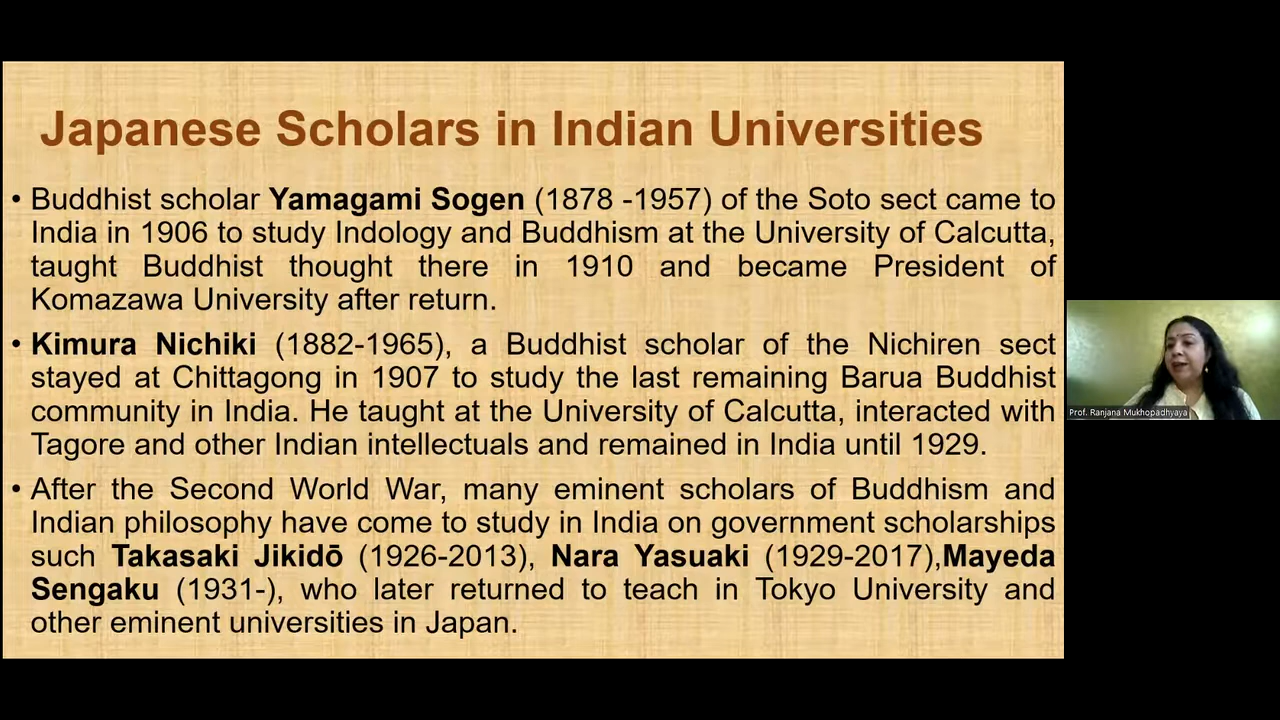 Japanese Scholars in Indian Universities
• Buddhist scholar Yamagami Sogen (1878 -1957) of the Soto sect came to
India in 1906 to study Indology and Buddhism at the University of Calcutta,
taught Buddhist thought there in 1910 and became President of
Komazawa University after return.
• Kimura Nichiki (1882-1965), a Buddhist scholar of the Nichiren sect
stayed at Chittagong in 1907 to study the last remaining Barua Buddhist
community in India. He taught at the University of Calcutta, interacted with
Tagore and other Indian intellectuals and remained in India until 1929.
• After the Second World War, many eminent scholars of Buddhism and
Indian philosophy have come to study in India on government scholarships
such Takasaki Jikidō (1926-2013), Nara Yasuaki (1929-2017),Mayeda
Sengaku (1931-), who later returned to teach in Tokyo University and
other eminent universities in Japan.
Prof. Ranjana Mukhopadhyaya